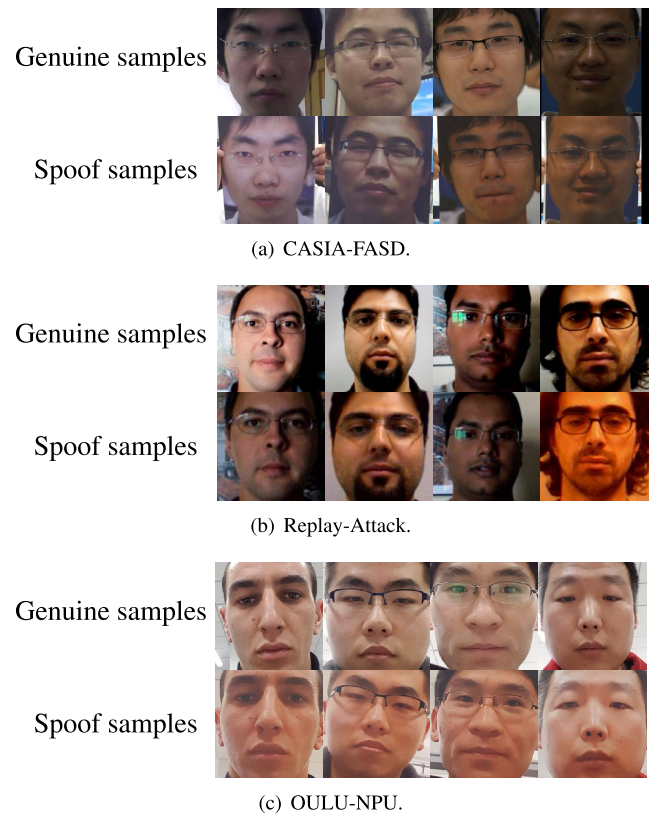 Genuine samples
Spoof samples
(a) CASIA-FASD.
Genuine samples
Spoof samples
(b) Replay-Attack.
Genuine samples
Spoof samples
(c) OULU-NPU.